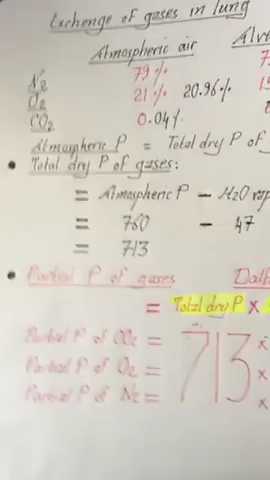 Exchenge of gases in lung
Atmospheric air
N2 79%
O2 21% 20.96%
CO2 0.04%
Atmospheric P = Total dry P of
• Total dry P of gases:
= Atmospheric P - H2O vap
= 760 - 47
= 713
• Partial P of gases
= Total dry P ×
Partial P of CO2 = 713 ×
Partial P of O2 = ×
Partial P of N2 = ×